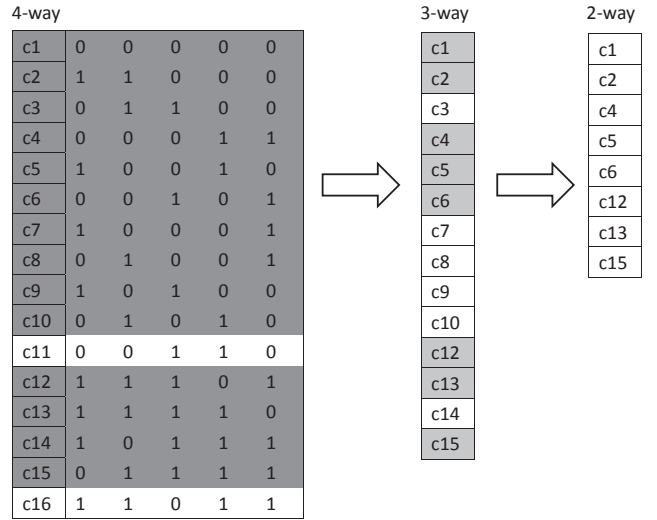 4-way
c1 0 0 0 0 0
c2 1 1 0 0 0
c3 0 1 1 0 0
c4 0 0 0 1 1
c5 1 0 0 1 0
c6 0 0 1 0 1
c7 1 0 0 0 1
c8 0 1 0 0 1
c9 1 0 1 0 0
c10 0 1 0 1 0
c11 0 0 1 1 0
c12 1 1 1 0 1
c13 1 1 1 1 0
c14 1 0 1 1 1
c15 0 1 1 1 1
c16 1 1 0 1 1
3-way
c1
c2
c3
c4
c5
c6
c7
c8
c9
c10
c12
c13
c14
c15
2-way
c1
c2
c4
c5
c6
c12
c13
c15